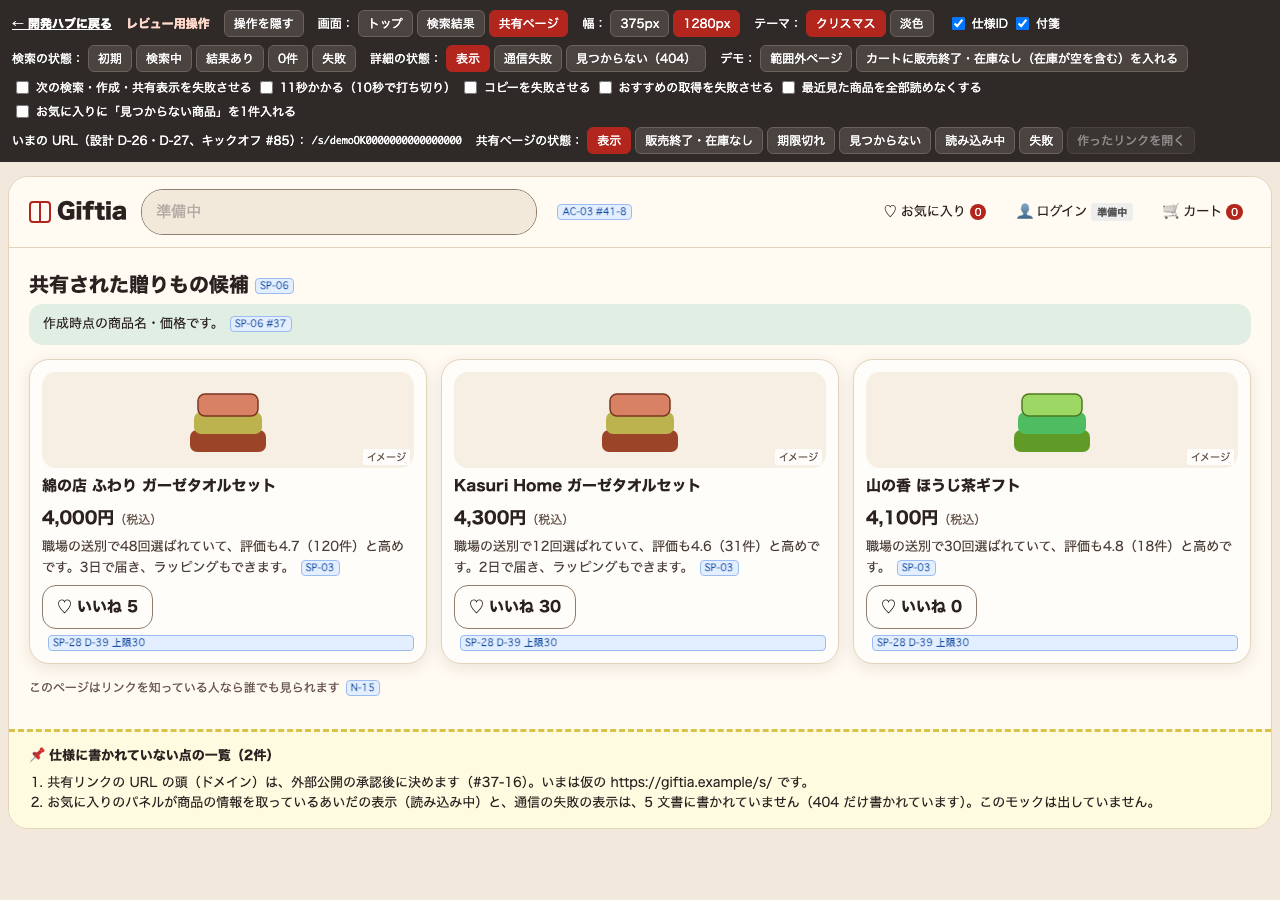 ← 開発ハブに戻る レビュー用操作 操作を隠す 画面： トップ 検索結果 共有ページ 幅： 375px 1280px テーマ： クリスマス 淡色 仕様ID 付箋
検索の状態： 初期 検索中 結果あり 0件 失敗 詳細の状態： 表示 通信失敗 見つからない（404） デモ： 範囲外ページ カートに販売終了・在庫なし（在庫が空を含む）を入れる
次の検索・作成・共有表示を失敗させる 11秒かかる（10秒で打ち切り） コピーを失敗させる おすすめの取得を失敗させる 最近見た商品を全部読めなくする
お気に入りに「見つからない商品」を1件入れる
いまの URL（設計 D-26・D-27、キックオフ #85）： /s/demoOK0000000000000000 共有ページの状態： 表示 販売終了・在庫なし 期限切れ 見つからない 読み込み中 失敗 作ったリンクを開く
Giftia 準備中 AC-03 #41-8 ♡ お気に入り 0 👤 ログイン 準備中 🛒 カート 0
共有された贈りもの候補 SP-06
作成時点の商品名・価格です。 SP-06 #37
イメージ イメージ イメージ
綿の店 ふわり ガーゼタオルセット
4,000円（税込）
職場の送別で48回選ばれていて、評価も4.7（120件）と高め
です。3日で届き、ラッピングもできます。 SP-03
♡ いいね 5
SP-28 D-39 上限30
Kasuri Home ガーゼタオルセット
4,300円（税込）
職場の送別で12回選ばれていて、評価も4.6（31件）と高めで
す。2日で届き、ラッピングもできます。 SP-03
♡ いいね 30
SP-28 D-39 上限30
山の香 ほうじ茶ギフト
4,100円（税込）
職場の送別で30回選ばれていて、評価も4.8（18件）と高めで
す。 SP-03
♡ いいね 0
SP-28 D-39 上限30
このページはリンクを知っている人なら誰でも見られます N-15
📌 仕様に書かれていない点の一覧（2件）
1. 共有リンクの URL の頭（ドメイン）は、外部公開の承認後に決めます（#37-16）。いまは仮の https://giftia.example/s/ です。
2. お気に入りのパネルが商品の情報を取っているあいだの表示（読み込み中）と、通信の失敗の表示は、5 文書に書かれていません（404 だけ書かれています）。このモックは出していません。